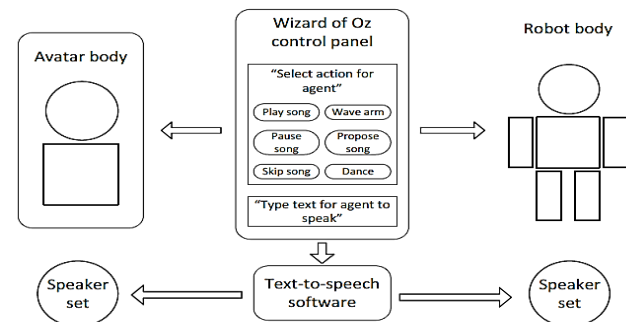 Wizard of Oz
control panel
Robot body
Avatar body
“Select action for
agent”
Play song
Wave arm
Pause
song
Propose
song
Skip song
Dance
“Type text for agent to
speak”
Speaker
set
Text-to-speech
software
Speaker
set